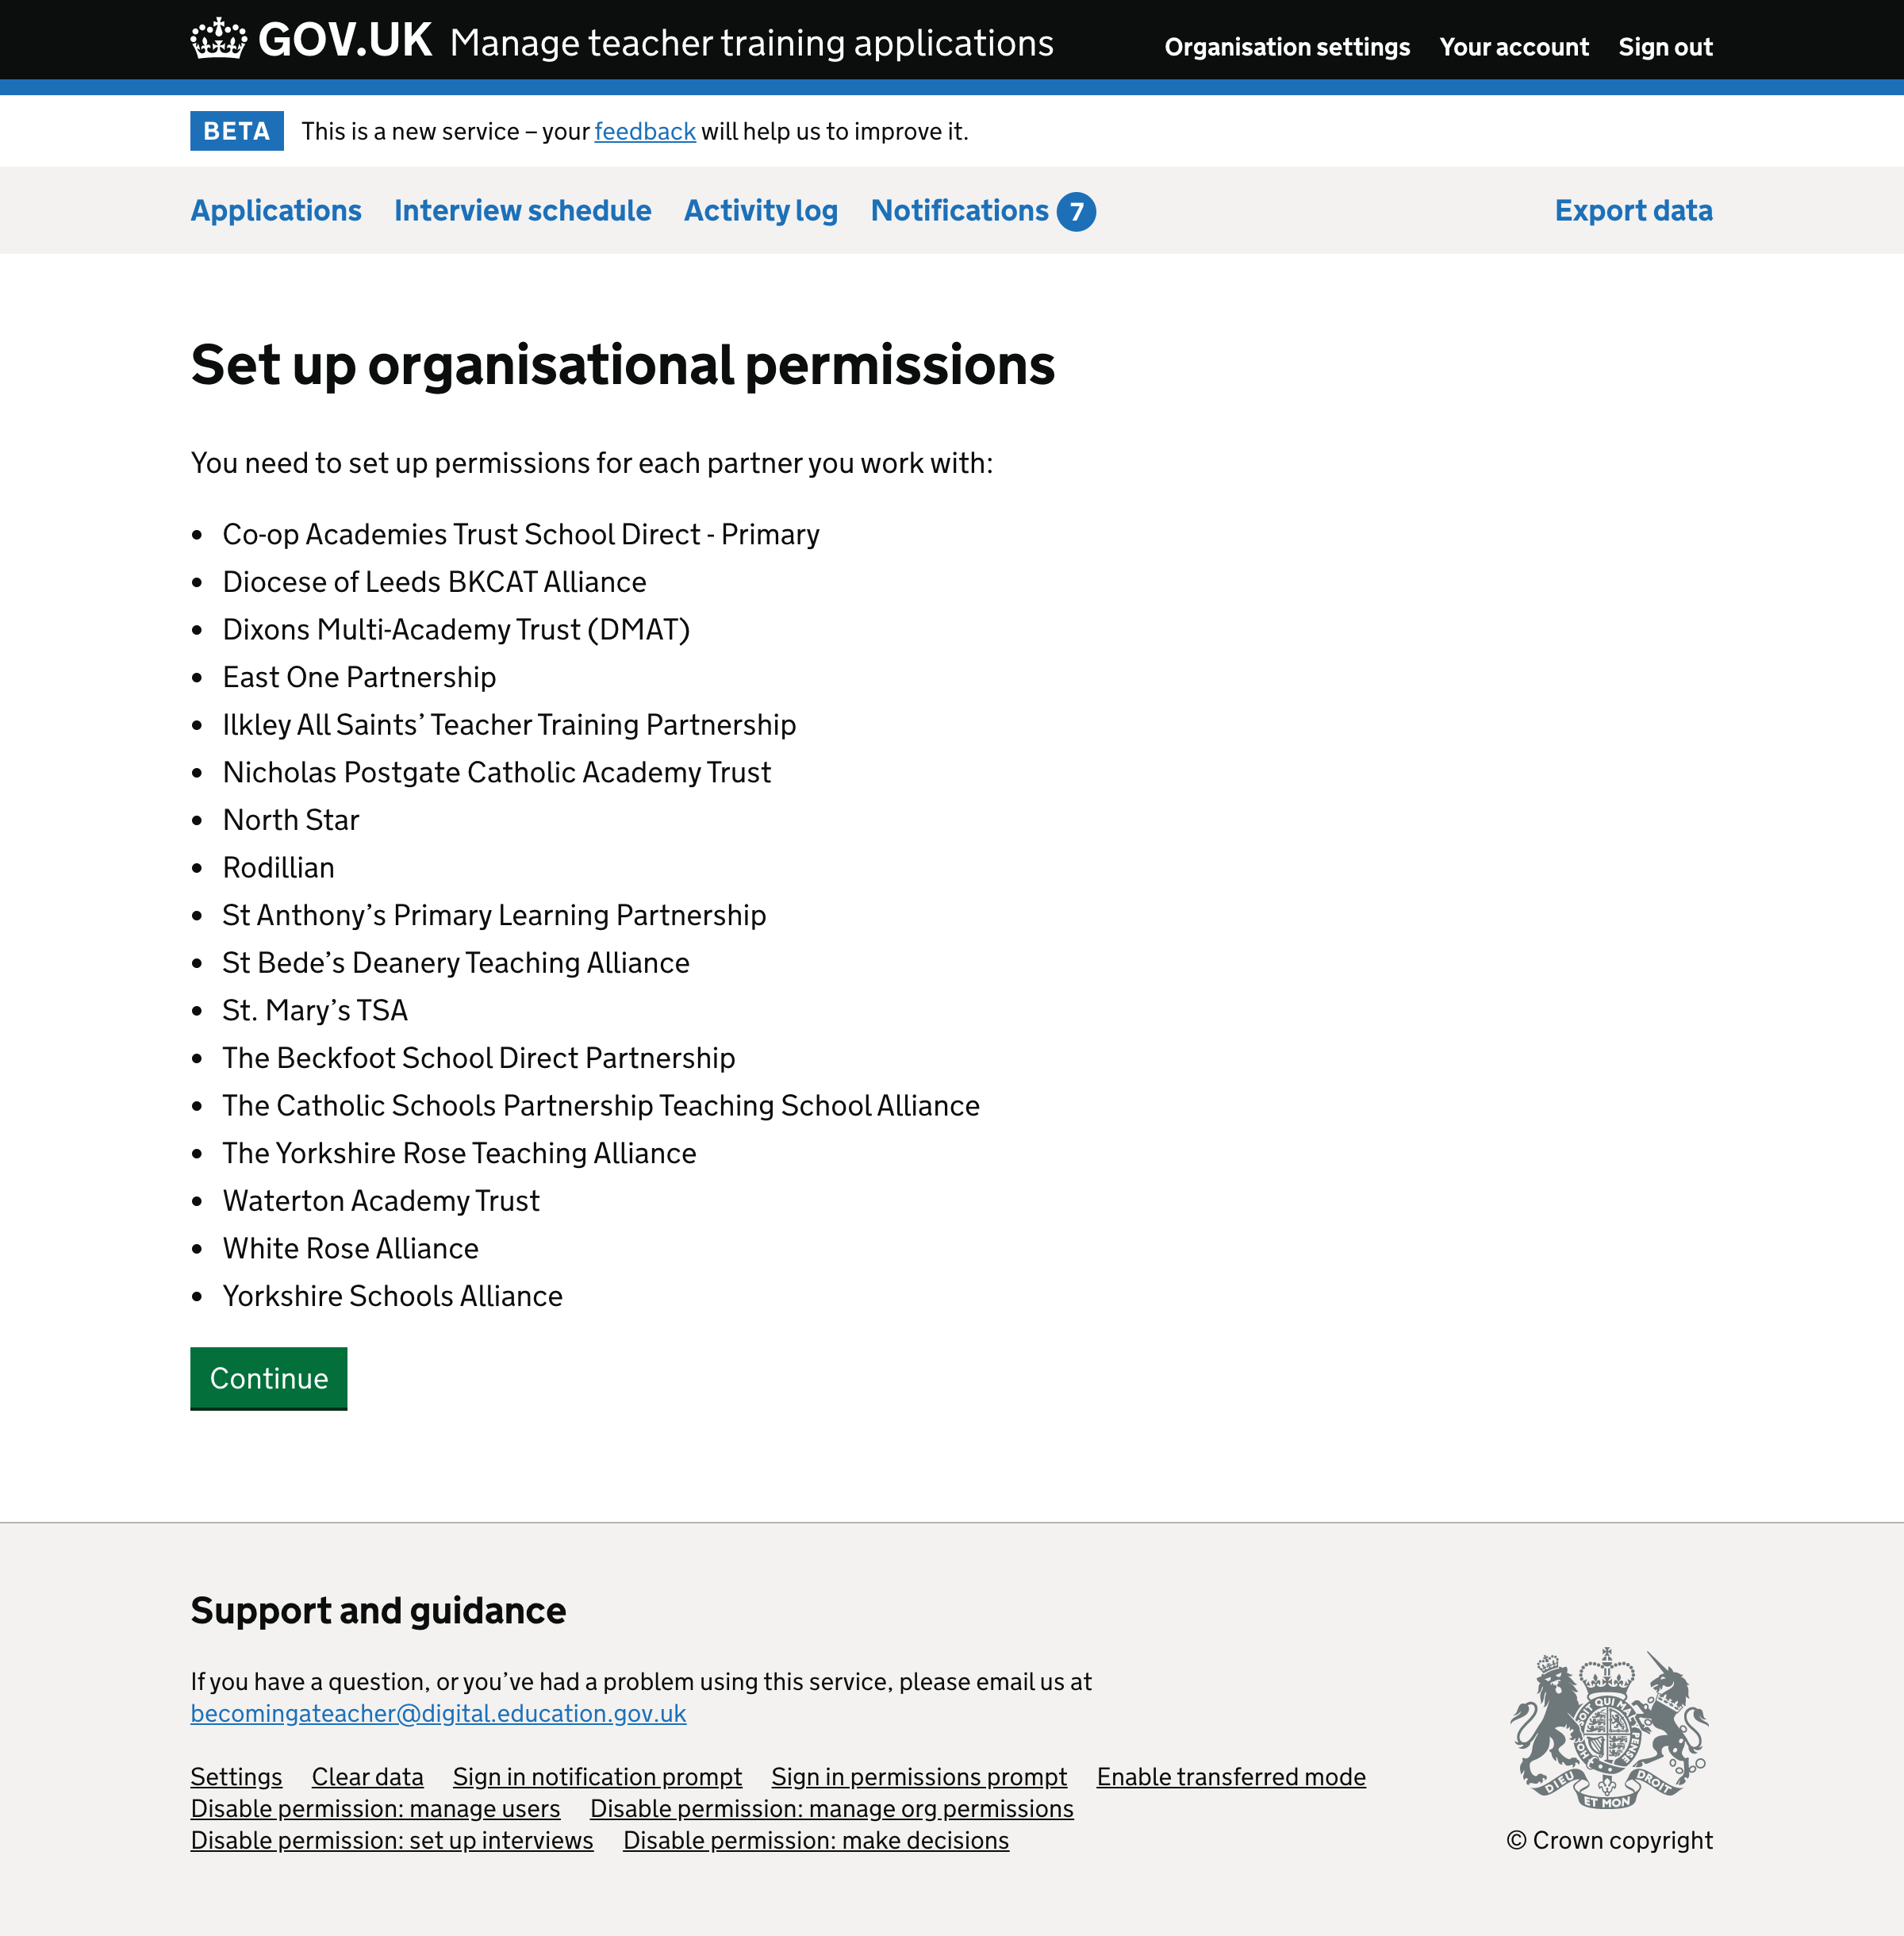 GOV.UK Manage teacher training applications Organisation settings Your account Sign out
BETA This is a new service – your feedback will help us to improve it.
Applications Interview schedule Activity log Notifications 7 Export data
Set up organisational permissions
You need to set up permissions for each partner you work with:
• Co-op Academies Trust School Direct - Primary
• Diocese of Leeds BKCAT Alliance
• Dixons Multi-Academy Trust (DMAT)
• East One Partnership
• Ilkley All Saints’ Teacher Training Partnership
• Nicholas Postgate Catholic Academy Trust
• North Star
• Rodillian
• St Anthony’s Primary Learning Partnership
• St Bede’s Deanery Teaching Alliance
• St. Mary’s TSA
• The Beckfoot School Direct Partnership
• The Catholic Schools Partnership Teaching School Alliance
• The Yorkshire Rose Teaching Alliance
• Waterton Academy Trust
• White Rose Alliance
• Yorkshire Schools Alliance
Continue
Support and guidance
If you have a question, or you’ve had a problem using this service, please email us at
becomingateacher@digital.education.gov.uk
Settings Clear data Sign in notification prompt Sign in permissions prompt Enable transferred mode
Disable permission: manage users Disable permission: manage org permissions
Disable permission: set up interviews Disable permission: make decisions
DIEU ET MON DROIT
© Crown copyright